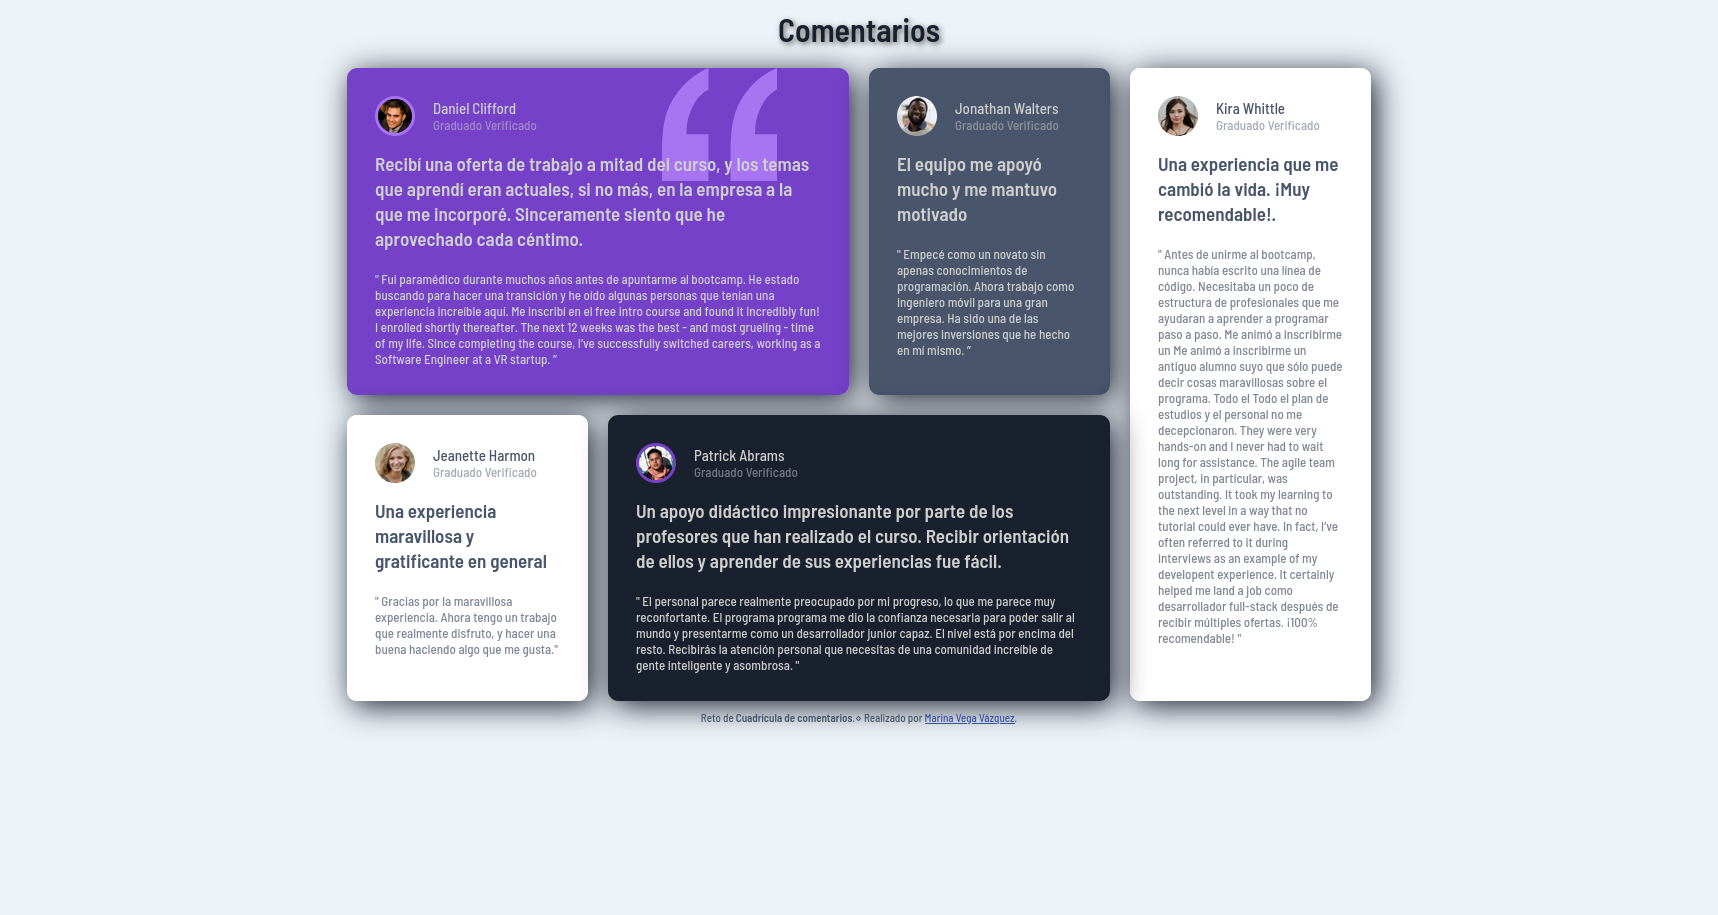 Comentarios
Daniel Clifford
Graduado Verificado
Recibí una oferta de trabajo a mitad del curso, y los temas
que aprendí eran actuales, si no más, en la empresa a la
que me incorporé. Sinceramente siento que he
aprovechado cada céntimo.
" Fui paramédico durante muchos años antes de apuntarme al bootcamp. He estado
buscando para hacer una transición y he oído algunas personas que tenían una
experiencia increíble aquí. Me inscribí en el free intro course and found it incredibly fun!
I enrolled shortly thereafter. The next 12 weeks was the best - and most grueling - time
of my life. Since completing the course, I've successfully switched careers, working as a
Software Engineer at a VR startup. "
Jonathan Walters
Graduado Verificado
El equipo me apoyó
mucho y me mantuvo
motivado
" Empecé como un novato sin
apenas conocimientos de
programación. Ahora trabajo como
ingeniero móvil para una gran
empresa. Ha sido una de las
mejores inversiones que he hecho
en mí mismo. "
Kira Whittle
Graduado Verificado
Una experiencia que me
cambió la vida. ¡Muy
recomendable!.
" Antes de unirme al bootcamp,
nunca había escrito una línea de
código. Necesitaba un poco de
estructura de profesionales que me
ayudaran a aprender a programar
paso a paso. Me animó a inscribirme
un Me animó a inscribirme un
antiguo alumno suyo que sólo puede
decir cosas maravillosas sobre el
programa. Todo el Todo el plan de
estudios y el personal no me
decepcionaron. They were very
hands-on and I never had to wait
long for assistance. The agile team
project, in particular, was
outstanding. It took my learning to
the next level in a way that no
tutorial could ever have. In fact, I've
often referred to it during
interviews as an example of my
developent experience. It certainly
helped me land a job como
desarrollador full-stack después de
recibir múltiples ofertas. ¡100%
recomendable! "
Jeanette Harmon
Graduado Verificado
Una experiencia
maravillosa y
gratificante en general
" Gracias por la maravillosa
experiencia. Ahora tengo un trabajo
que realmente disfruto, y hacer una
buena haciendo algo que me gusta."
Patrick Abrams
Graduado Verificado
Un apoyo didáctico impresionante por parte de los
profesores que han realizado el curso. Recibir orientación
de ellos y aprender de sus experiencias fue fácil.
" El personal parece realmente preocupado por mi progreso, lo que me parece muy
reconfortante. El programa programa me dio la confianza necesaria para poder salir al
mundo y presentarme como un desarrollador junior capaz. El nivel está por encima del
resto. Recibirás la atención personal que necesitas de una comunidad increíble de
gente inteligente y asombrosa. "
Reto de Cuadrícula de comentarios.⋄ Realizado por Marina Vega Vázquez.